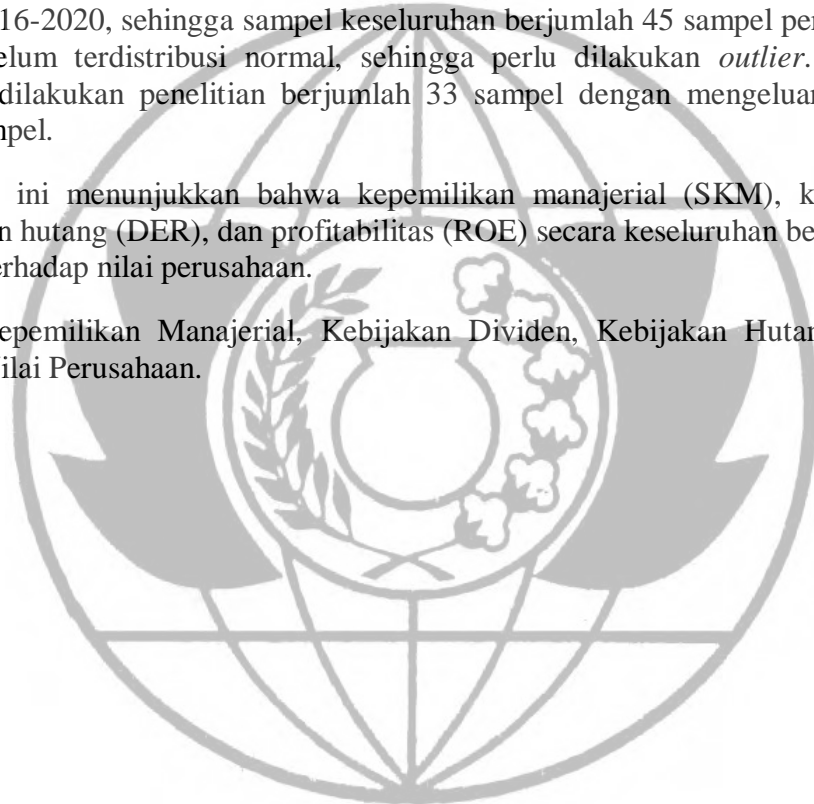 16-2020, sehingga sampel keseluruhan berjumlah 45 sampel per
elum terdistribusi normal, sehingga perlu dilakukan outlier.
dilakukan penelitian berjumlah 33 sampel dengan mengeluar
mpel.
ini menunjukkan bahwa kepemilikan manajerial (SKM), k
n hutang (DER), dan profitabilitas (ROE) secara keseluruhan be
erhadap nilai perusahaan.
epemilikan Manajerial, Kebijakan Dividen, Kebijakan Hutan
ilai Perusahaan.